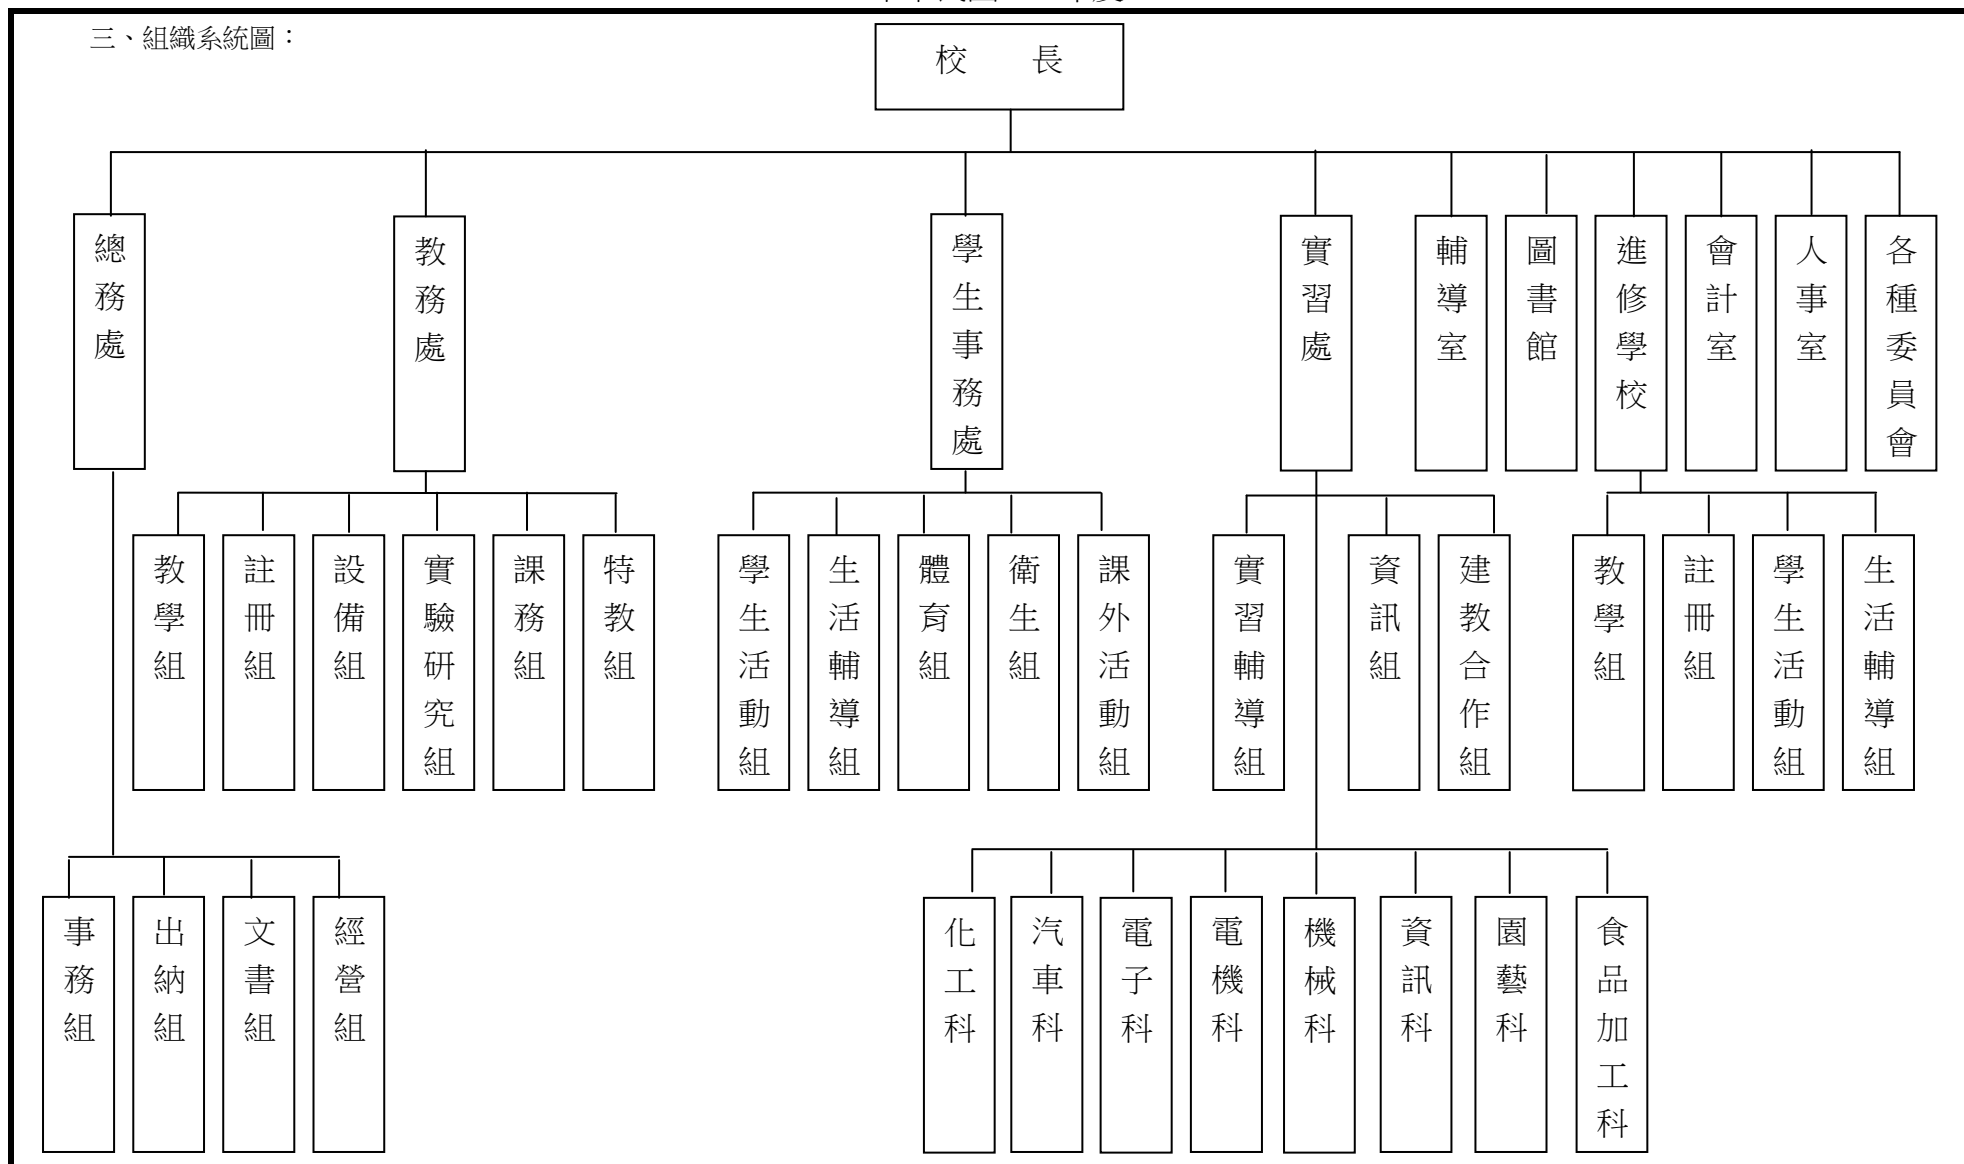 三、組織系統圖：
校長
總務處
教務處
學生事務處
實習處
輔導室
圖書館
進修學校
會計室
人事室
各種委員會
教學組
註冊組
設備組
實驗研究組
課務組
特教組
學生活動組
生活輔導組
體育組
衛生組
課外活動組
實習輔導組
資訊組
建教合作組
教學組
註冊組
學生活動組
生活輔導組
事務組
出納組
文書組
經營組
化工科
汽車科
電子科
電機科
機械科
資訊科
園藝科
食品加工科